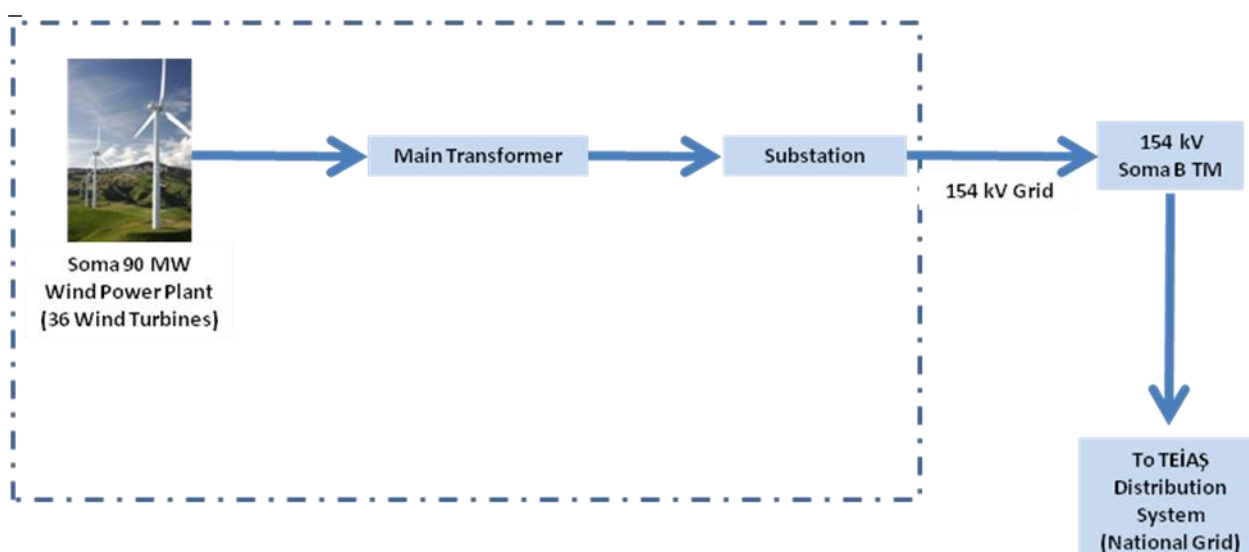 Soma 90 MW
Wind Power Plant
(36 Wind Turbines)
Main Transformer
Substation
154 kV Grid
154 kV
Soma B TM
To TEİAŞ
Distribution
System
(National Grid)